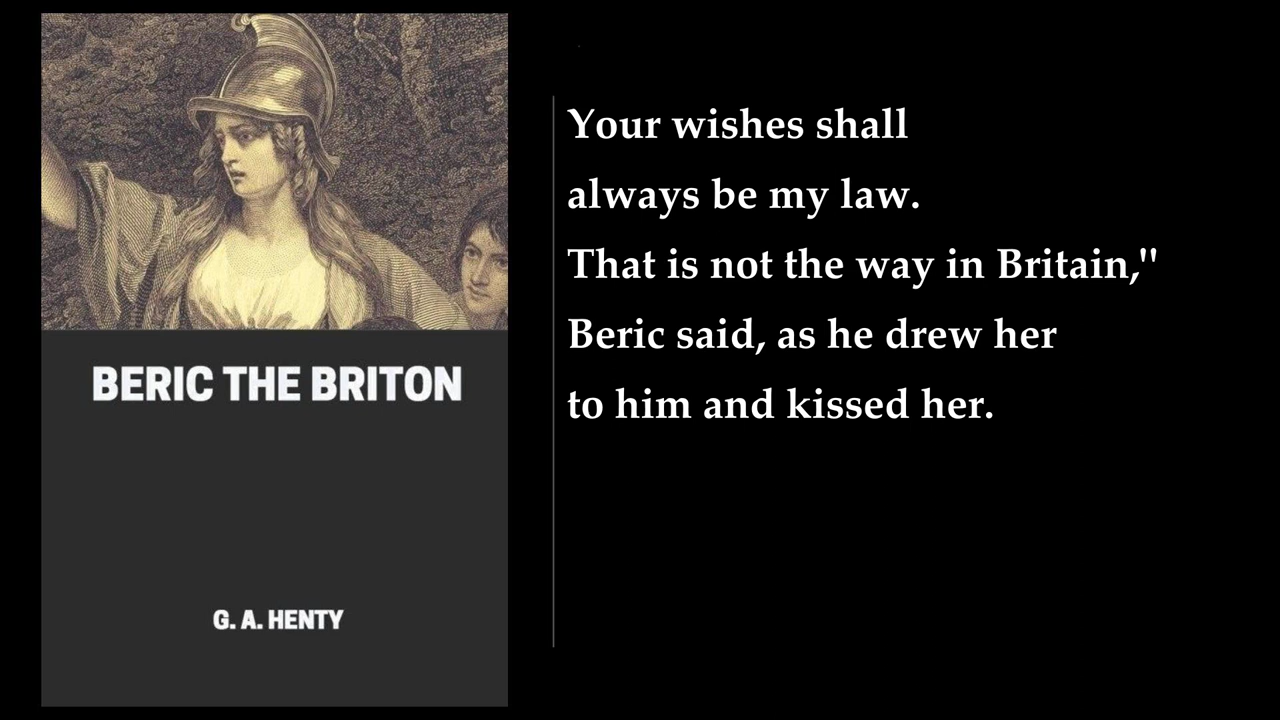 BERIC THE BRITON
G. A. HENTY
Your wishes shall
always be my law.
That is not the way in Britain,"
Beric said, as he drew her
to him and kissed her.